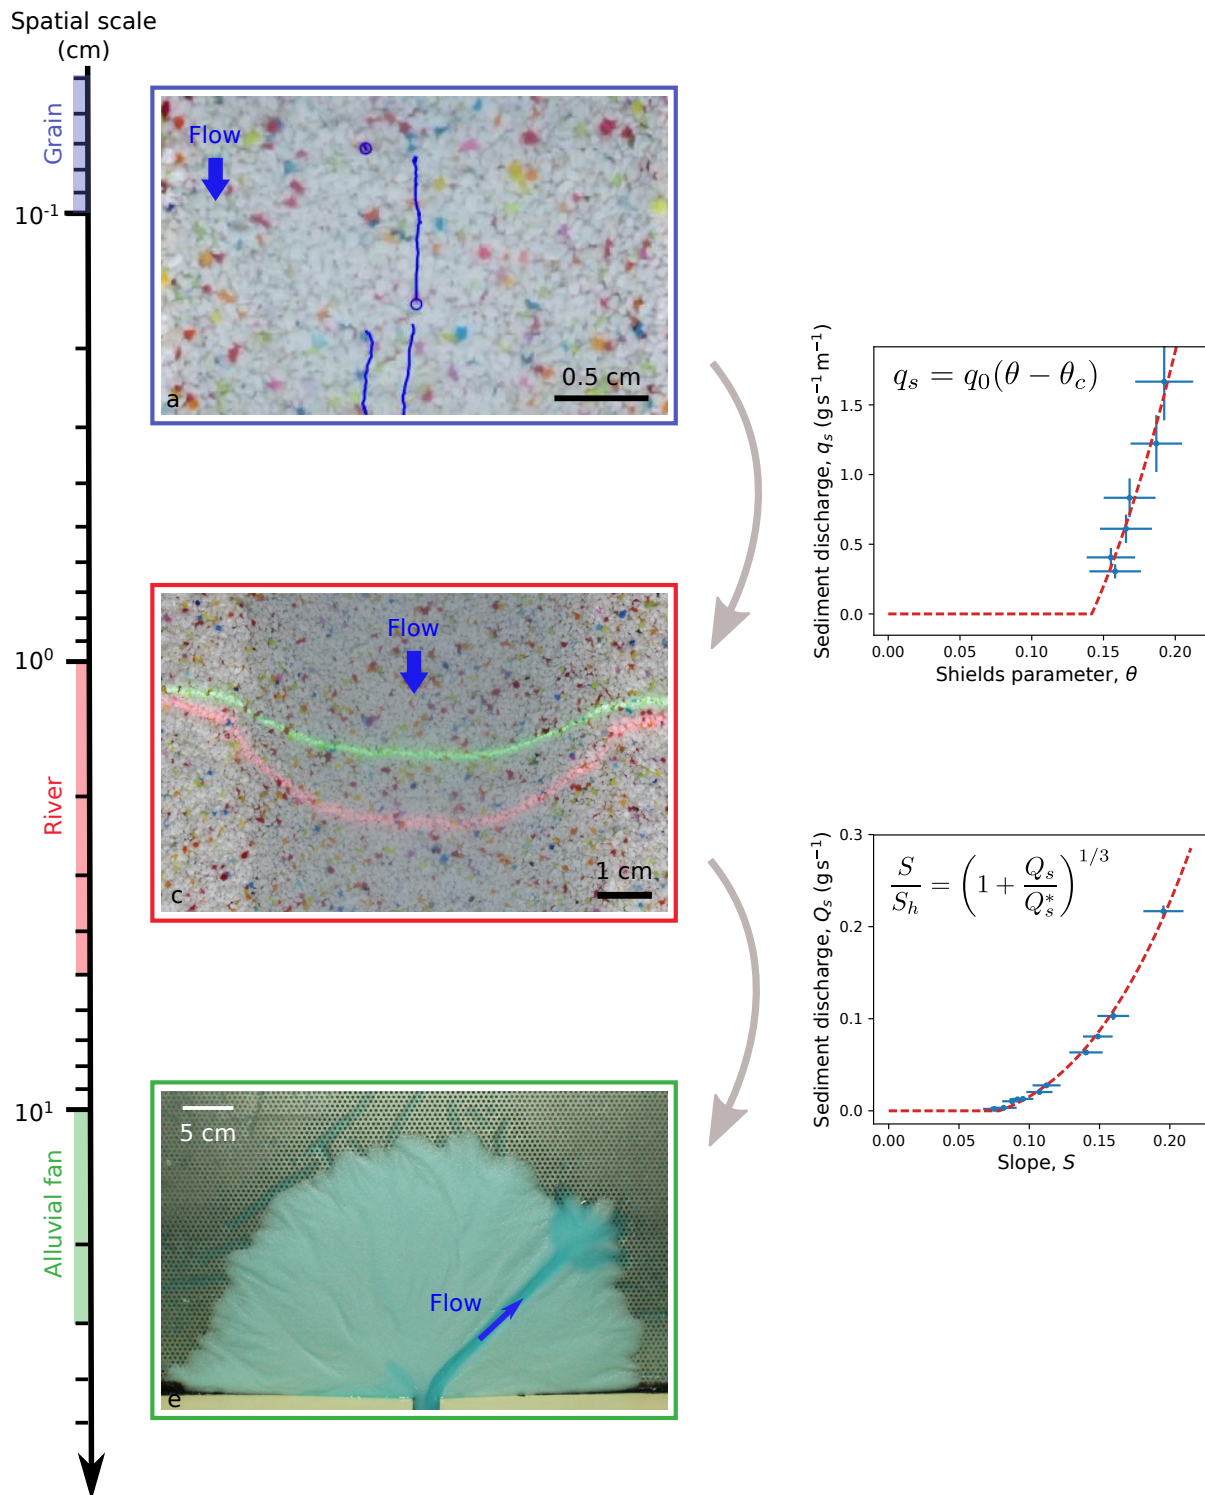 Spatial scale
(cm)
Grain
10⁻¹
10⁰
River
10¹
Alluvial fan
Flow
0.5 cm
a
Flow
1 cm
c
5 cm
Flow
e
Sediment discharge, qₛ (g s⁻¹ m⁻¹)
qₛ = q₀(θ − θ_c)
1.5
1.0
0.5
0.0
0.00 0.05 0.10 0.15 0.20
Shields parameter, θ
Sediment discharge, Qₛ (g s⁻¹)
S/Sₕ = (1 + Qₛ/Qₛ*)^{1/3}
0.3
0.2
0.1
0.0
0.00 0.05 0.10 0.15 0.20
Slope, S